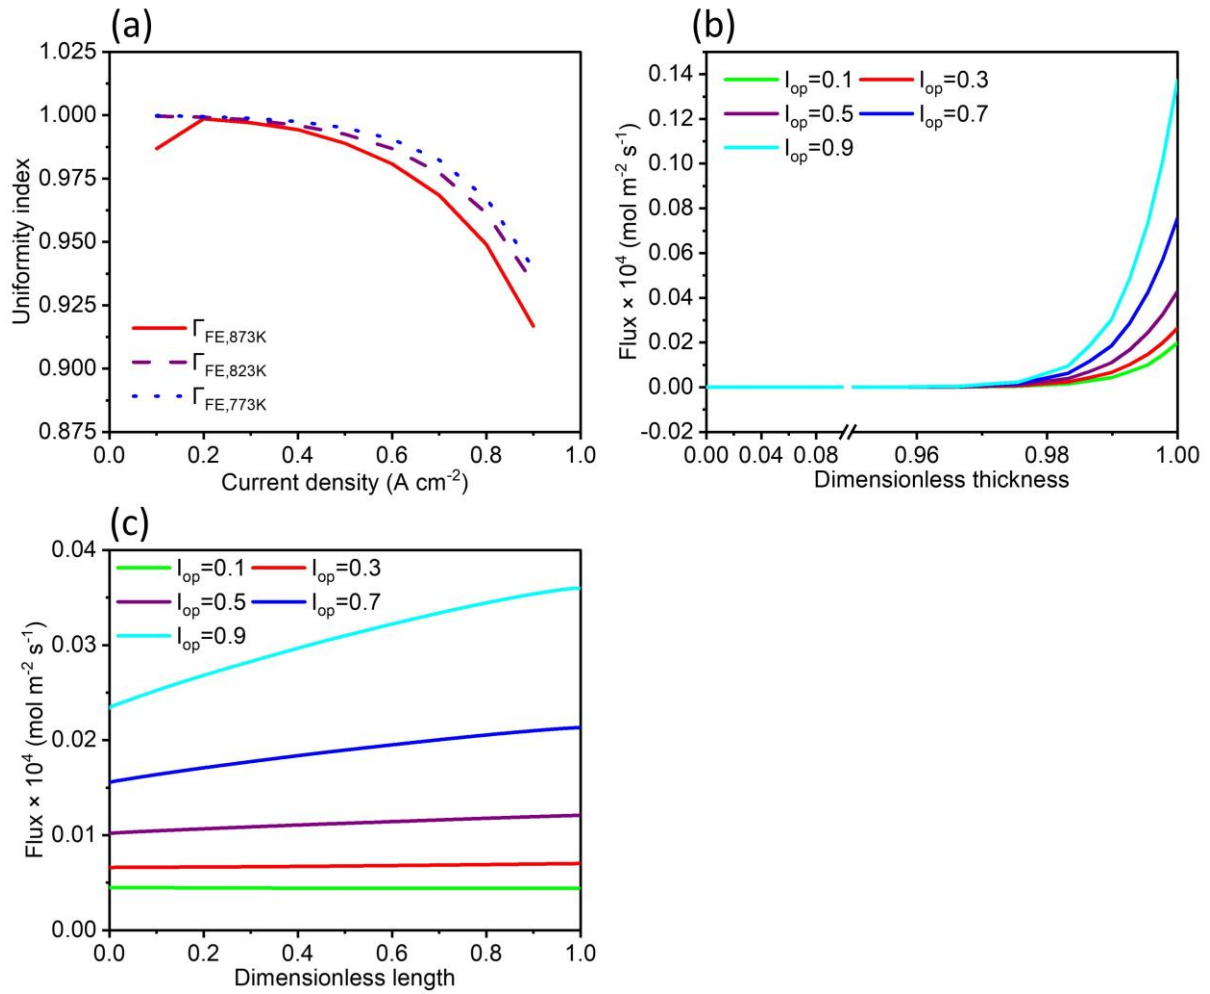 (a)
1.025
1.000
0.975
0.950
0.925
0.900
0.875
Uniformity index
Γ_FE,873K
Γ_FE,823K
Γ_FE,773K
0.0 0.2 0.4 0.6 0.8 1.0
Current density (A cm⁻²)
(b)
0.14
0.12
0.10
0.08
0.06
0.04
0.02
0.00
-0.02
Flux × 10⁴ (mol m⁻² s⁻¹)
I_op=0.1 I_op=0.3
I_op=0.5 I_op=0.7
I_op=0.9
0.00 0.04 0.08 0.96 0.98 1.00
Dimensionless thickness
(c)
0.04
0.03
0.02
0.01
0.00
Flux × 10⁴ (mol m⁻² s⁻¹)
I_op=0.1 I_op=0.3
I_op=0.5 I_op=0.7
I_op=0.9
0.0 0.2 0.4 0.6 0.8 1.0
Dimensionless length